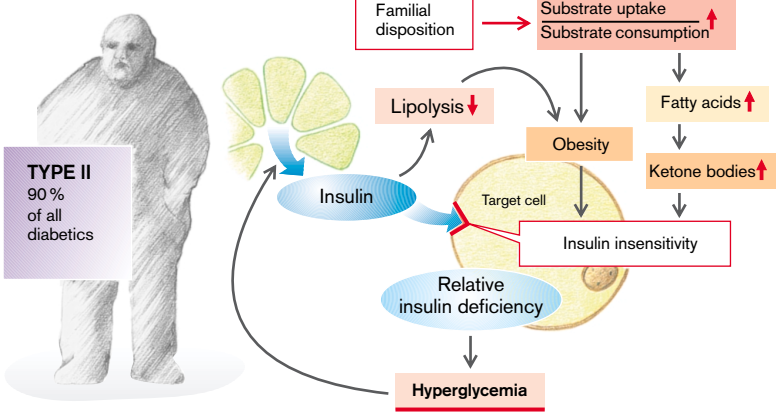 Familial
disposition
Substrate uptake
Substrate consumption
Lipolysis
Fatty acids
Obesity
Ketone bodies
TYPE II
90 %
of all
diabetics
Insulin
Target cell
Insulin insensitivity
Relative
insulin deficiency
Hyperglycemia